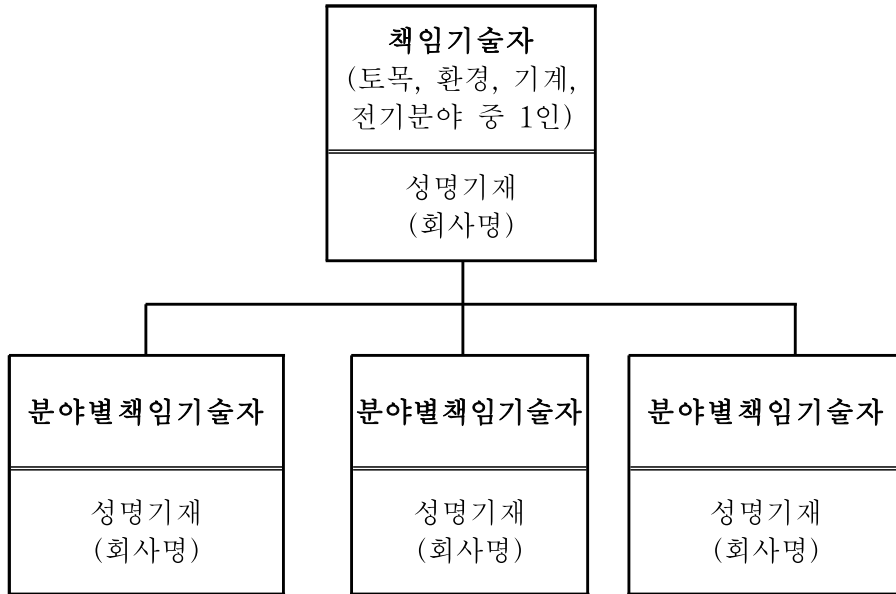 책임기술자
(토목, 환경, 기계,
전기분야 중 1인)
성명기재
(회사명)
분야별책임기술자
성명기재
(회사명)
분야별책임기술자
성명기재
(회사명)
분야별책임기술자
성명기재
(회사명)